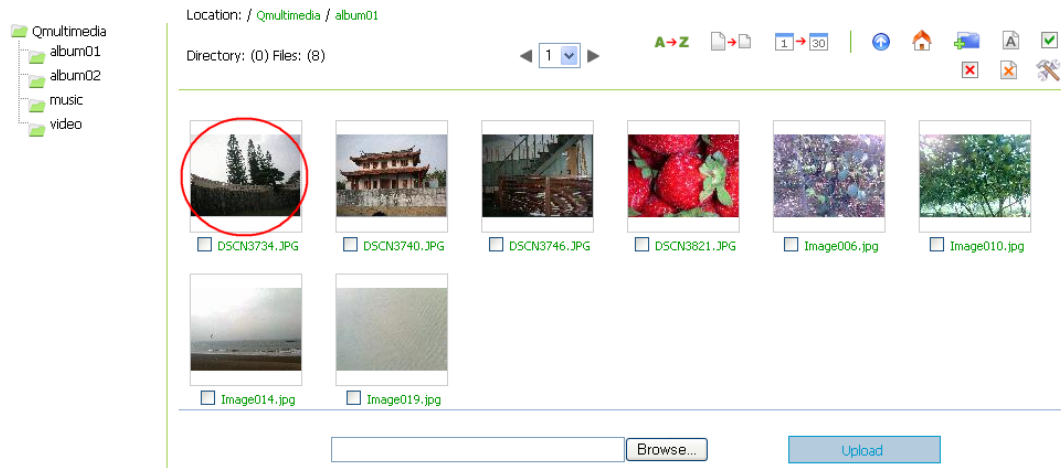 Location: / Qmultimedia / album01
Qmultimedia
album01
album02
music
video
Directory: (0) Files: (8)
1
A→Z
1→30
A
DSCN3734.JPG
DSCN3740.JPG
DSCN3746.JPG
DSCN3821.JPG
Image006.jpg
Image010.jpg
Image014.jpg
Image019.jpg
Browse...
Upload